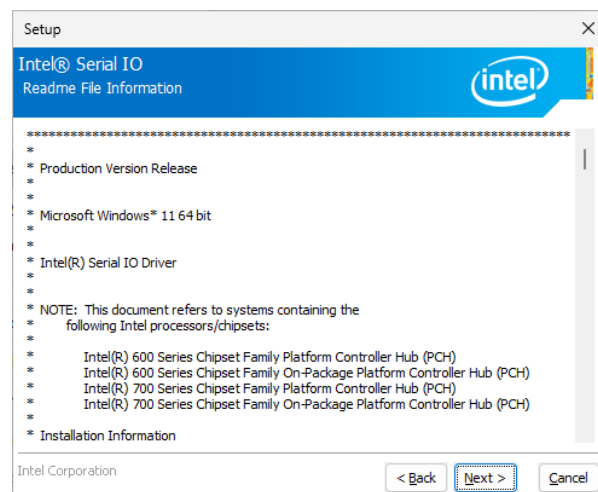 Setup
Intel® Serial IO
Readme File Information
intel
*******************************************************************************
*
* Production Version Release
*
*
* Microsoft Windows* 11 64 bit
*
*
* Intel(R) Serial IO Driver
*
*
* NOTE: This document refers to systems containing the
* following Intel processors/chipsets:
*
* Intel(R) 600 Series Chipset Family Platform Controller Hub (PCH)
* Intel(R) 600 Series Chipset Family On-Package Platform Controller Hub (PCH)
* Intel(R) 700 Series Chipset Family Platform Controller Hub (PCH)
* Intel(R) 700 Series Chipset Family On-Package Platform Controller Hub (PCH)
*
* Installation Information
Intel Corporation
< Back Next > Cancel